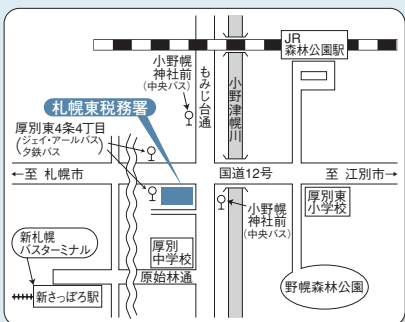 JR
森林公園駅
小野幌
神社前
(中央バス)
もみじ台通
小野津幌川
札幌東税務署
厚別東4条4丁目
(ジェイ・アールバス
夕鉄バス)
←至 札幌市
国道12号
至 江別市→
小野幌
神社前
(中央バス)
厚別東
小学校
新札幌
バスターミナル
厚別
中学校
原始林通
野幌森林公園
新さっぽろ駅